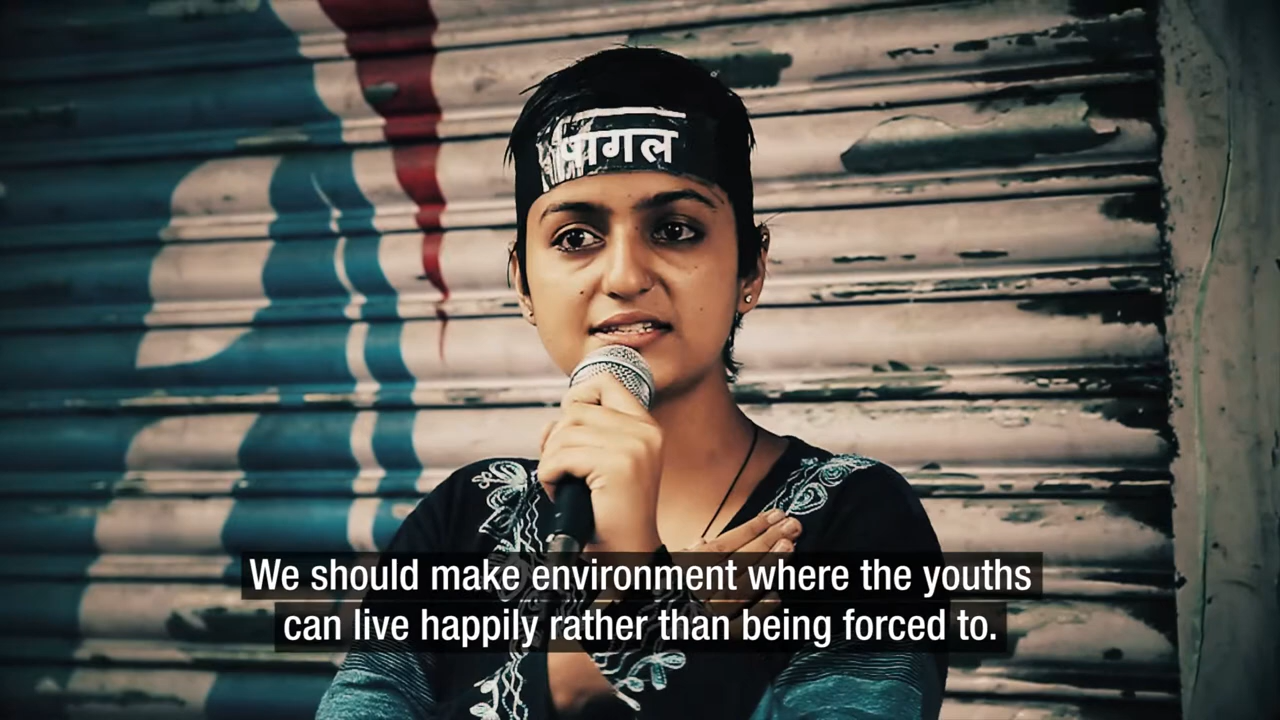 पागल
We should make environment where the youths
can live happily rather than being forced to.